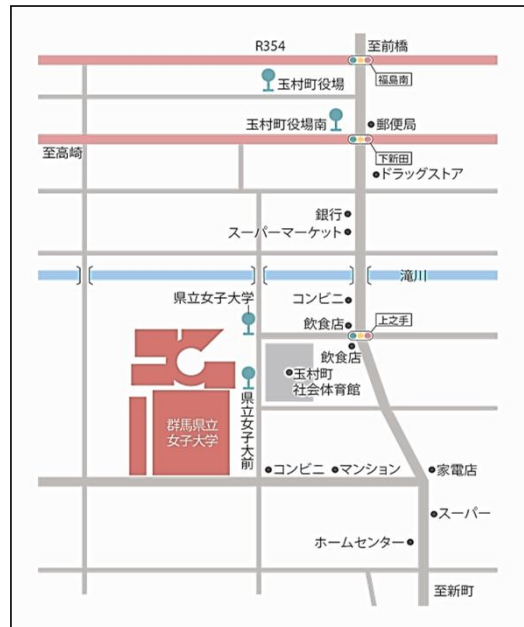 R354
至前橋
福島南
玉村町役場
玉村町役場南
郵便局
至高崎
下新田
ドラッグストア
銀行
スーパーマーケット
滝川
県立女子大学
コンビニ
飲食店
上之手
飲食店
玉村町
社会体育館
県立女子大前
群馬県立
女子大学
コンビニ
マンション
家電店
スーパー
ホームセンター
至新町